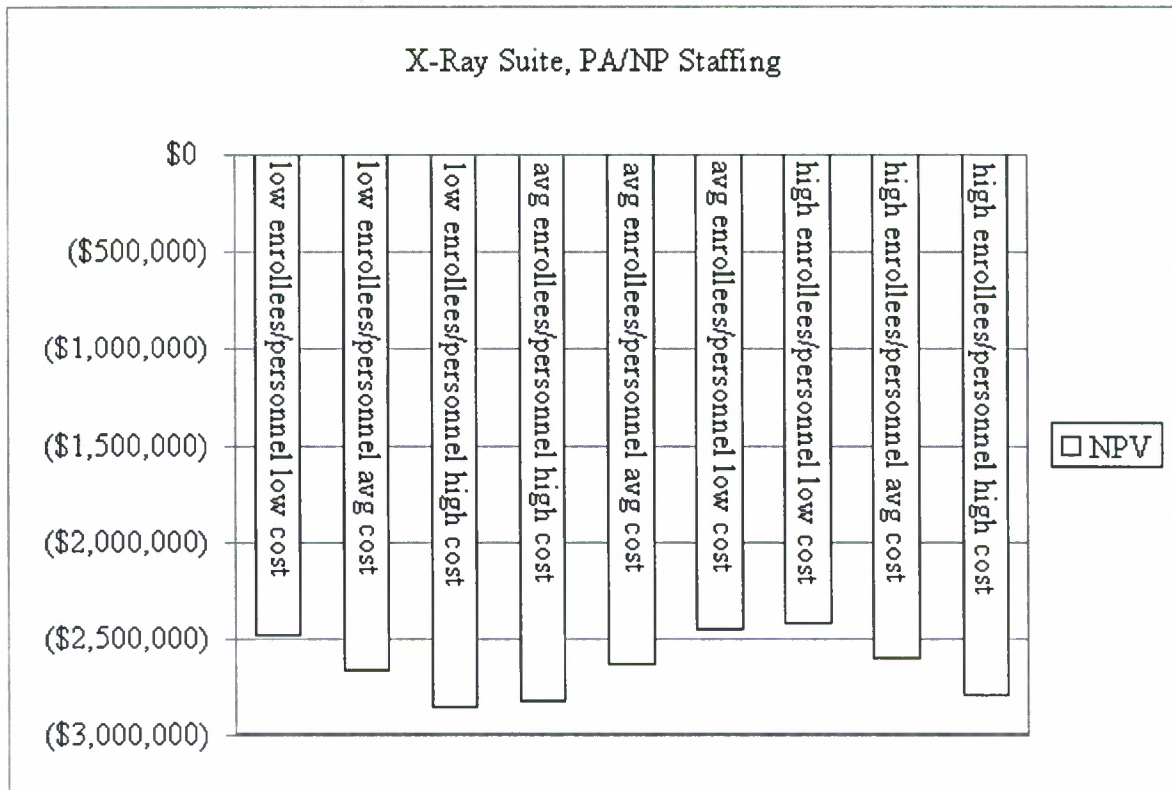 X-Ray Suite, PA/NP Staffing
$0
($500,000)
($1,000,000)
($1,500,000)
($2,000,000)
($2,500,000)
($3,000,000)
low enrollees/personnel low cost
low enrollees/personnel avg cost
low enrollees/personnel high cost
avg enrollees/personnel high cost
avg enrollees/personnel avg cost
avg enrollees/personnel low cost
high enrollees/personnel low cost
high enrollees/personnel avg cost
high enrollees/personnel high cost
NPV